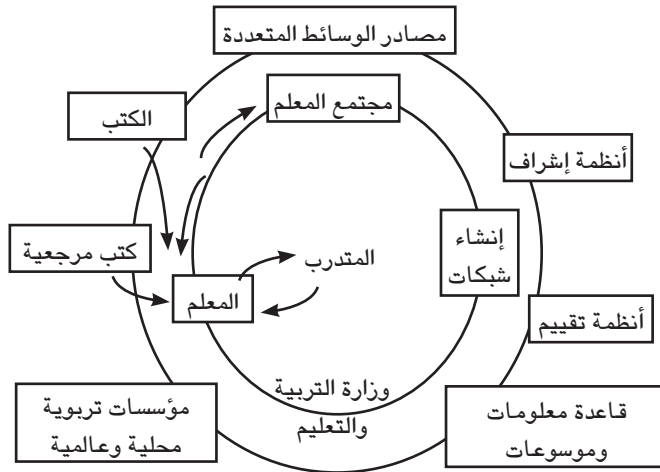 مصادر الوسائط المتعددة
مجتمع المعلم
الكتب
أنظمة إشراف
إنشاء
شبكات
كتب مرجعية
المتدرب
المعلم
أنظمة تقييم
وزارة التربية
والتعليم
مؤسسات تربوية
محلية وعالمية
قاعدة معلومات
وموسوعات